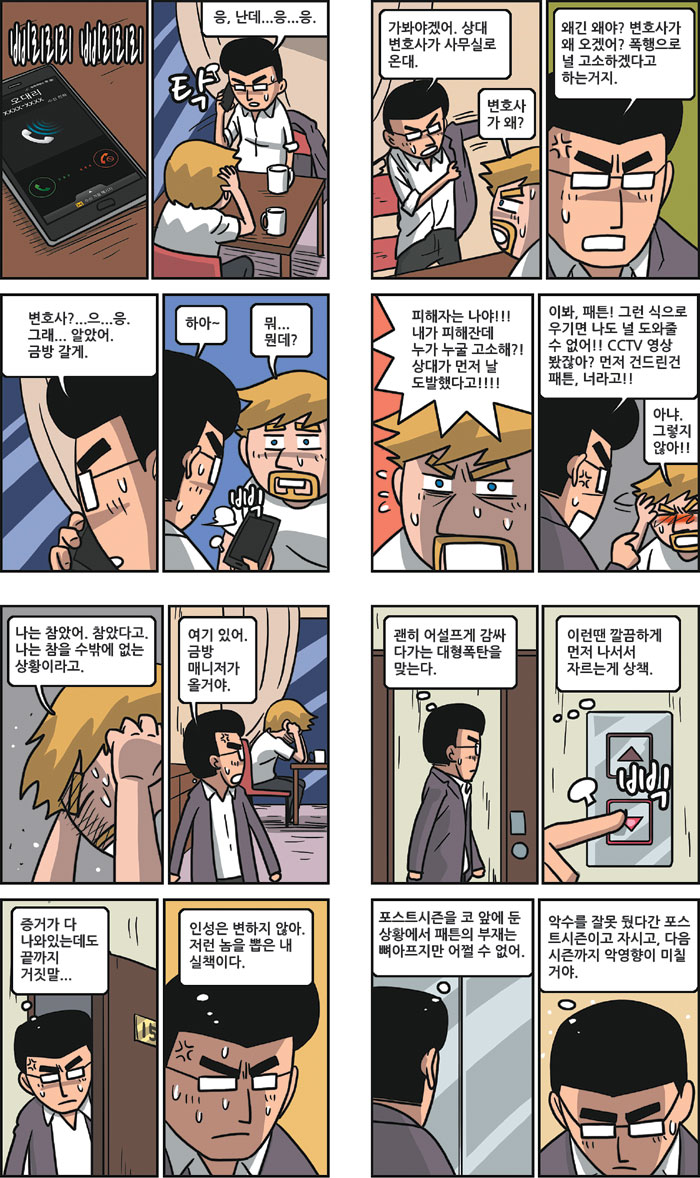 삐리리리 삐리리리
오대리
XXXX-XXXX
응, 난데...응...응.
탁
변호사?...으...응.
그래... 알았어.
금방 갈게.
하아~
뭐...
뭔데?
삐빅
가봐야겠어. 상대
변호사가 사무실로
온대.
변호사
가 왜?
왜긴 왜야? 변호사가
왜 오겠어? 폭행으로
널 고소하겠다고
하는거지.
피해자는 나야!!!
내가 피해잔데
누가 누굴 고소해?!
상대가 먼저 날
도발했다고!!!!
이봐, 패튼! 그런 식으로
우기면 나도 널 도와줄
수 없어!! CCTV 영상
봤잖아? 먼저 건드린건
패튼, 너라고!!
아냐.
그렇지
않아!!
나는 참았어. 참았다고.
나는 참을 수밖에 없는
상황이라고.
여기 있어.
금방
매니저가
올거야.
증거가 다
나와있는데도
끝까지
거짓말...
15
인성은 변하지 않아.
저런 놈을 뽑은 내
실책이다.
괜히 어설프게 감싸
다가는 대형폭탄을
맞는다.
이런땐 깔끔하게
먼저 나서서
자르는게 상책.
삐빅
포스트시즌을 코 앞에 둔
상황에서 패튼의 부재는
뼈아프지만 어쩔 수 없어.
악수를 잘못 뒀다간 포스
트시즌이고 자시고, 다음
시즌까지 악영향이 미칠
거야.